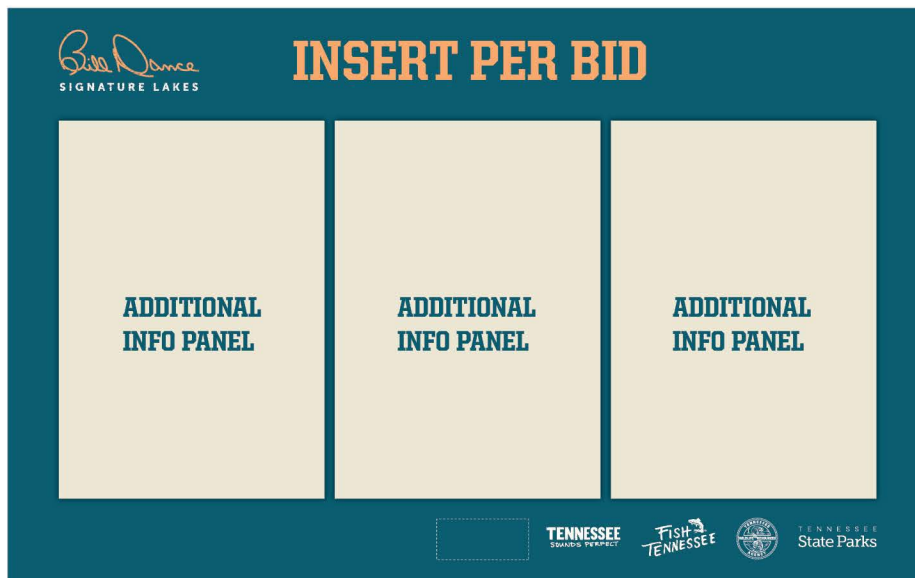 Bill Dance
SIGNATURE LAKES
INSERT PER BID
ADDITIONAL
INFO PANEL
ADDITIONAL
INFO PANEL
ADDITIONAL
INFO PANEL
TENNESSEE
SOUNDS PERFECT
FISH
TENNESSEE
TENNESSEE
State Parks